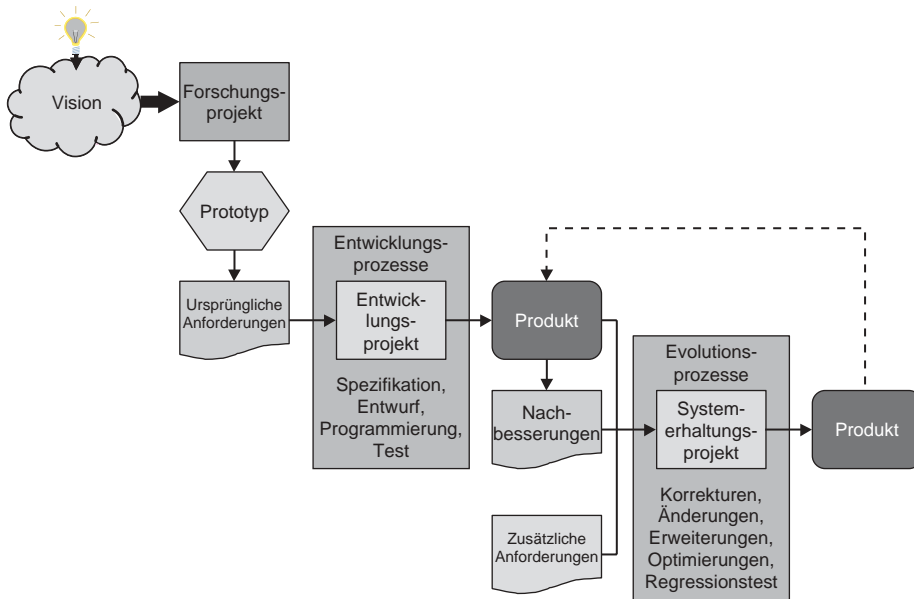 Vision
Forschungs-
projekt
Prototyp
Ursprüngliche
Anforderungen
Entwicklungs-
prozesse
Entwick-
lungs-
projekt
Spezifikation,
Entwurf,
Programmierung,
Test
Produkt
Nach-
besserungen
Zusätzliche
Anforderungen
Evolutions-
prozesse
System-
erhaltungs-
projekt
Korrekturen,
Änderungen,
Erweiterungen,
Optimierungen,
Regressionstest
Produkt